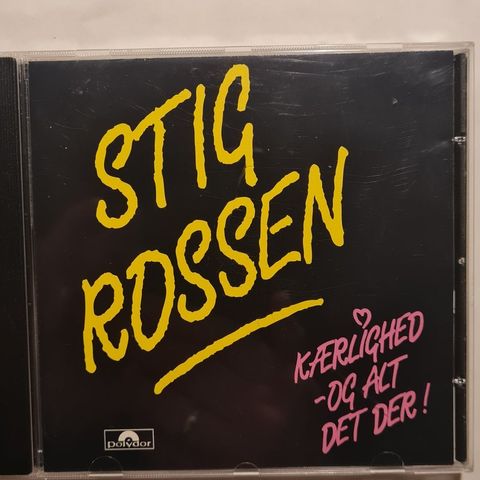 STIG
ROSSEN
KÆRLIGHED
-OG ALT
DET DER!
polydor